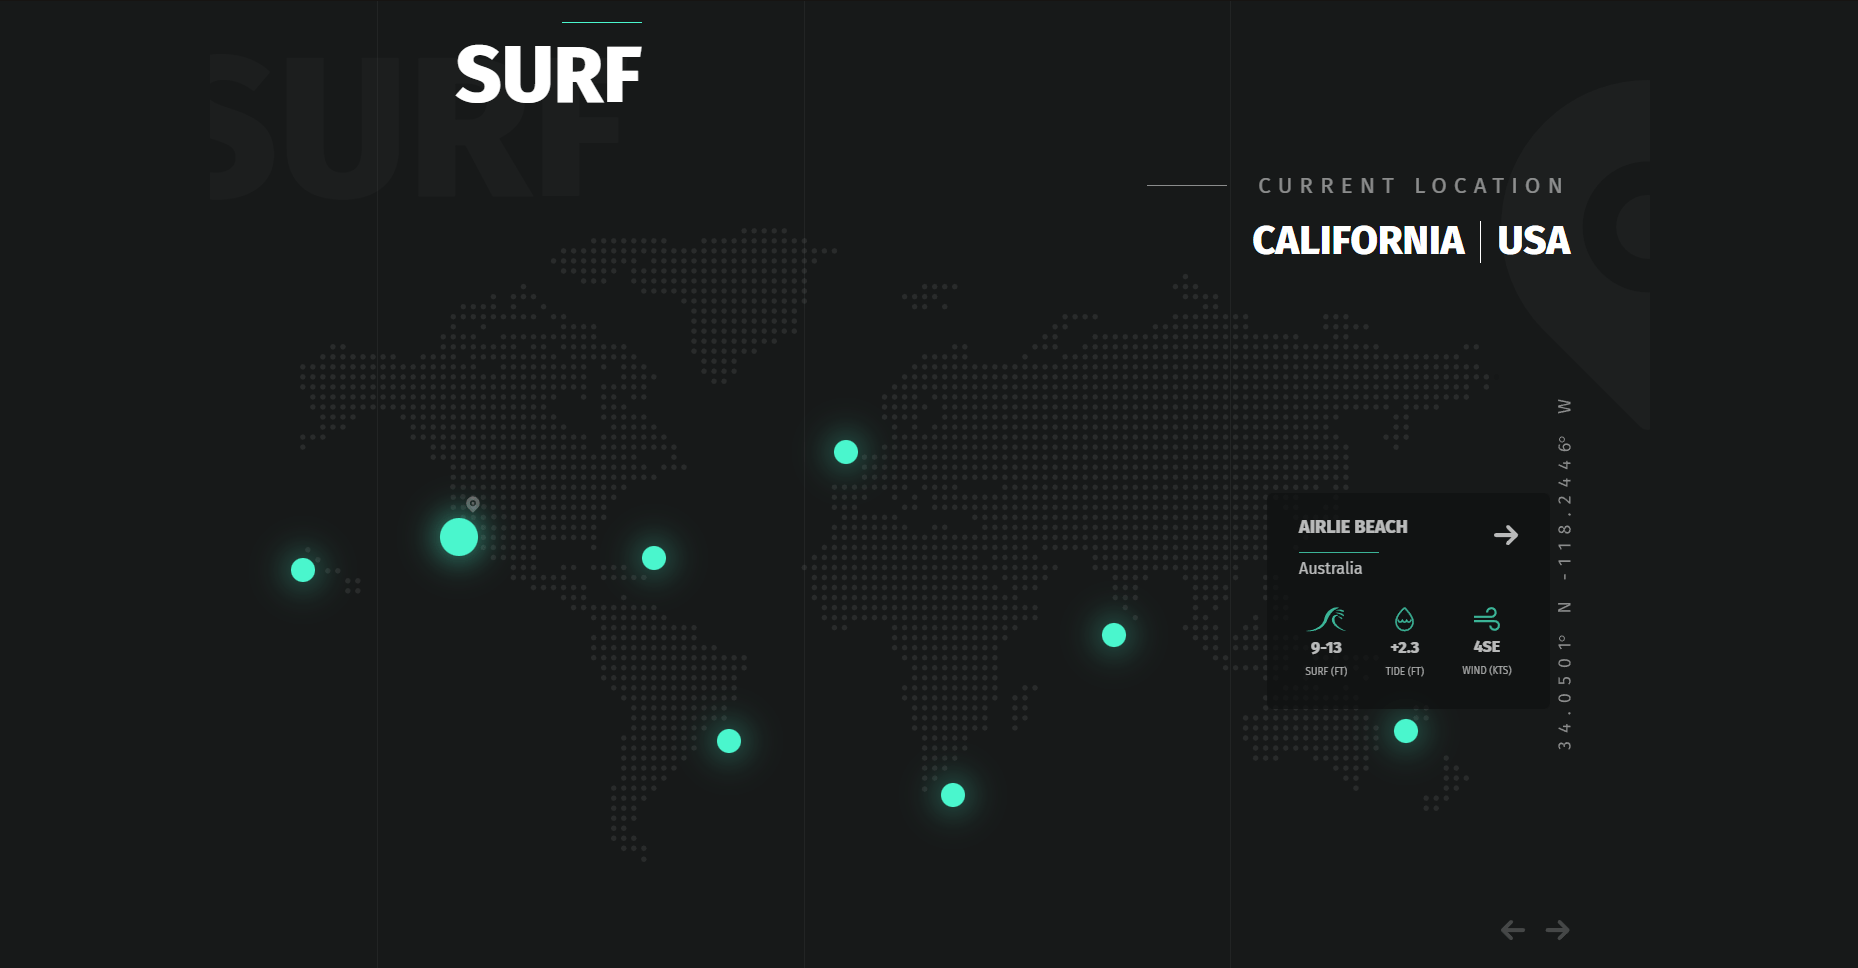 SURF
SURF
CURRENT LOCATION
CALIFORNIA | USA
34.0501° N -118.2446° W
AIRLIE BEACH
Australia
9-13 +2.3 4SE
SURF (FT) TIDE (FT) WIND (KTS)